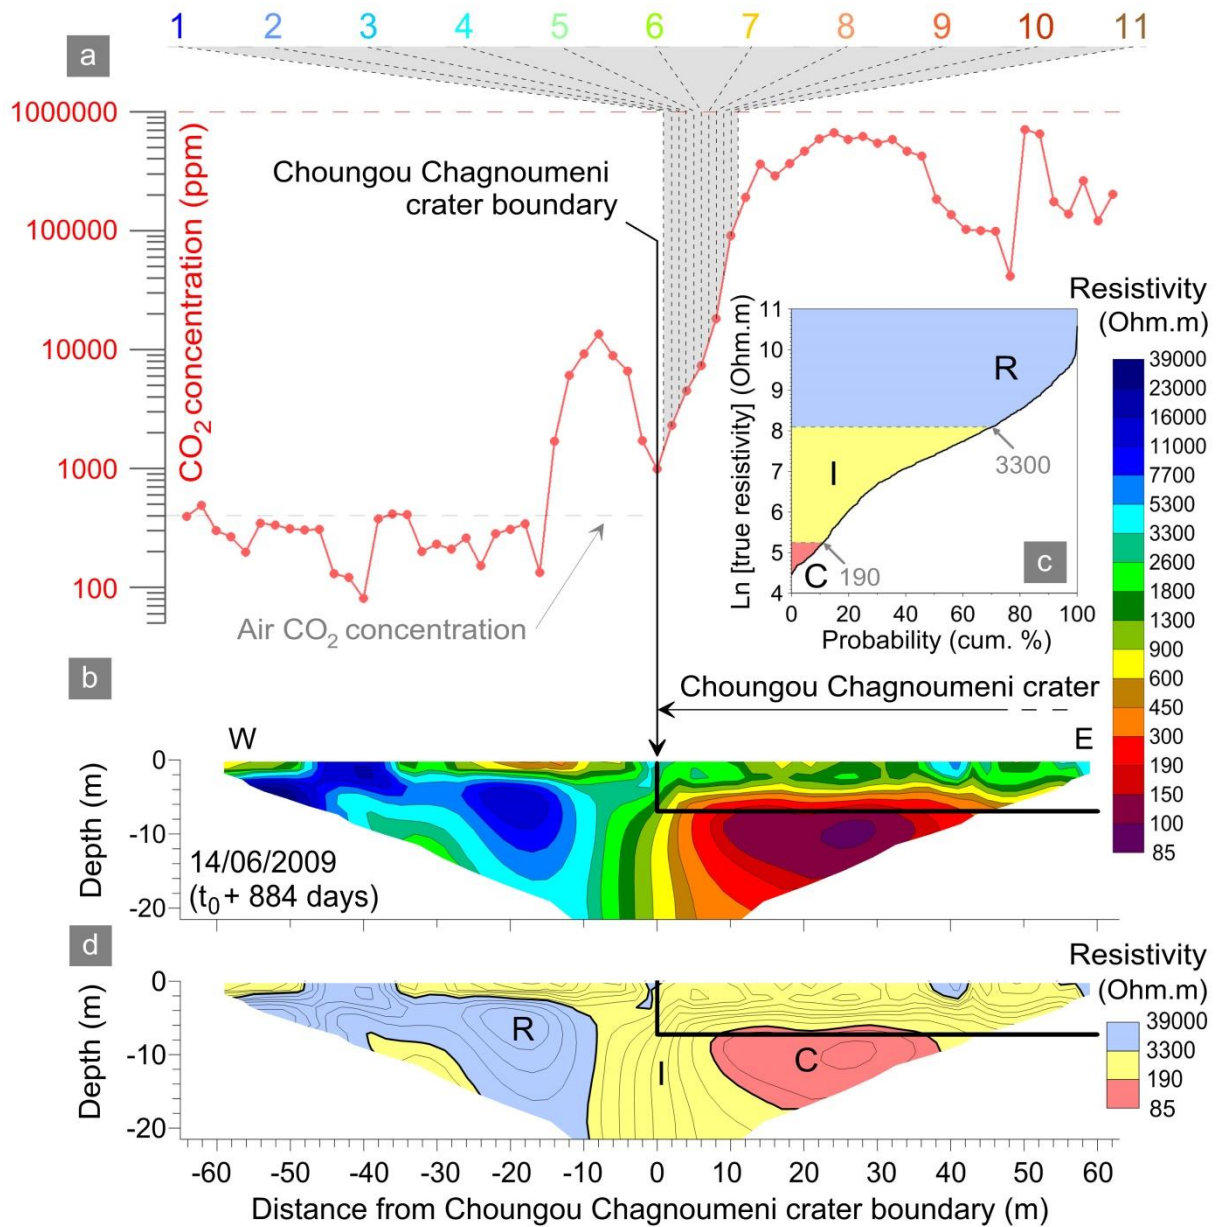 1 2 3 4 5 6 7 8 9 10 11
a
1000000
100000
10000
1000
100
CO2 concentration (ppm)
Choungou Chagnoumeni
crater boundary
Air CO2 concentration
Resistivity
(Ohm.m)
39000
23000
16000
11000
7700
5300
3300
2600
1800
1300
900
600
450
300
190
150
100
85
Ln [true resistivity] (Ohm.m)
11
10
9
8
7
6
5
4
R
I
C
3300
190
c
0 20 40 60 80 100
Probability (cum. %)
b
Choungou Chagnoumeni crater
W
E
Depth (m)
0
-10
-20
14/06/2009
(t0 + 884 days)
d
Resistivity
(Ohm.m)
39000
3300
190
85
Depth (m)
0
-10
-20
R
I
C
-60 -50 -40 -30 -20 -10 0 10 20 30 40 50 60
Distance from Choungou Chagnoumeni crater boundary (m)